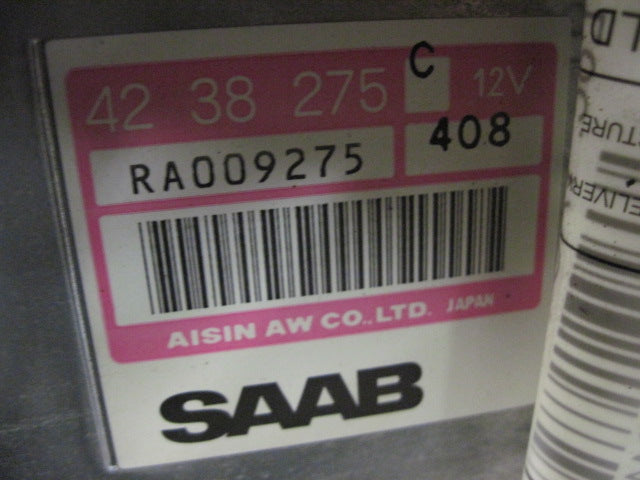 42 38 275 C 12V
RA009275 408
AISIN AW CO.,LTD. JAPAN
SAAB